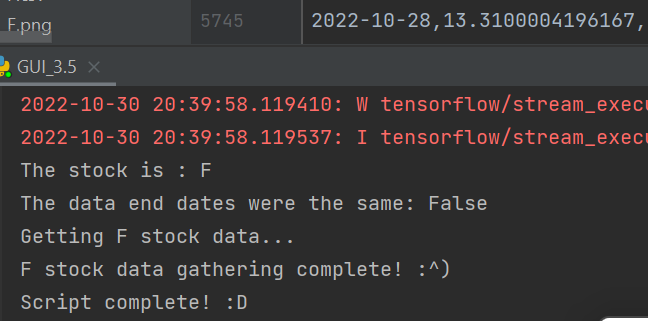 F.png
5745 2022-10-28,13.3100004196167,
GUI_3.5
2022-10-30 20:39:58.119410: W tensorflow/stream_execu
2022-10-30 20:39:58.119537: I tensorflow/stream_execu
The stock is : F
The data end dates were the same: False
Getting F stock data...
F stock data gathering complete! :^)
Script complete! :D